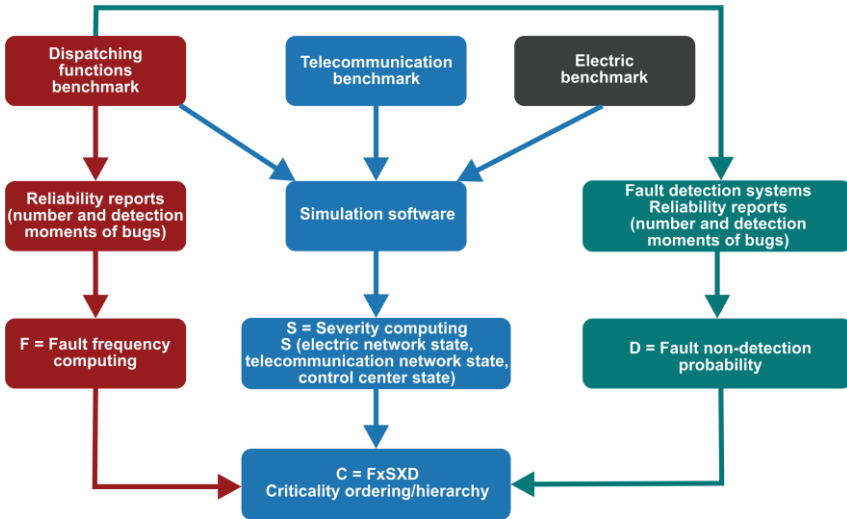 Dispatching
functions
benchmark
Telecommunication
benchmark
Electric
benchmark
Reliability reports
(number and detection
moments of bugs)
Simulation software
Fault detection systems
Reliability reports
(number and detection
moments of bugs)
F = Fault frequency
computing
S = Severity computing
S (electric network state,
telecommunication network state,
control center state)
D = Fault non-detection
probability
C = FxSXD
Criticality ordering/hierarchy